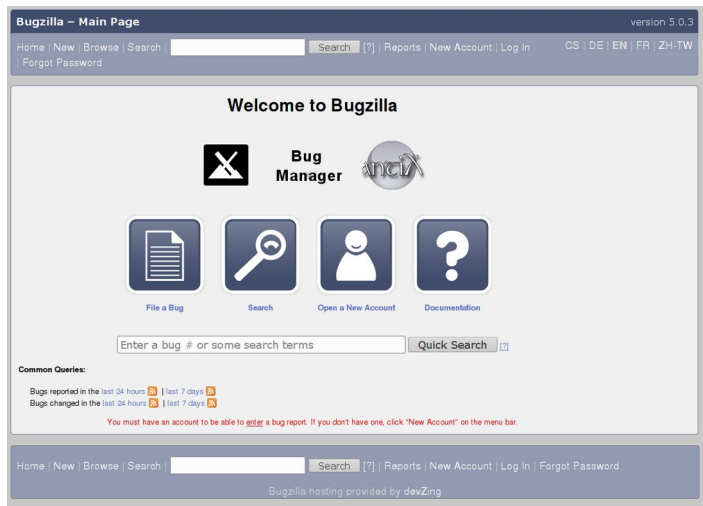 Bugzilla – Main Page version 5.0.3
Home | New | Browse | Search | Search [?] | Reports | New Account | Log In CS | DE | EN | FR | ZH-TW
| Forgot Password
Welcome to Bugzilla
Bug
Manager
antiX
File a Bug Search Open a New Account Documentation
Enter a bug # or some search terms Quick Search [?]
Common Queries:
Bugs reported in the last 24 hours | last 7 days
Bugs changed in the last 24 hours | last 7 days
You must have an account to be able to enter a bug report. If you don't have one, click "New Account" on the menu bar.
Home | New | Browse | Search | Search [?] | Reports | New Account | Log In | Forgot Password
Bugzilla hosting provided by devZing